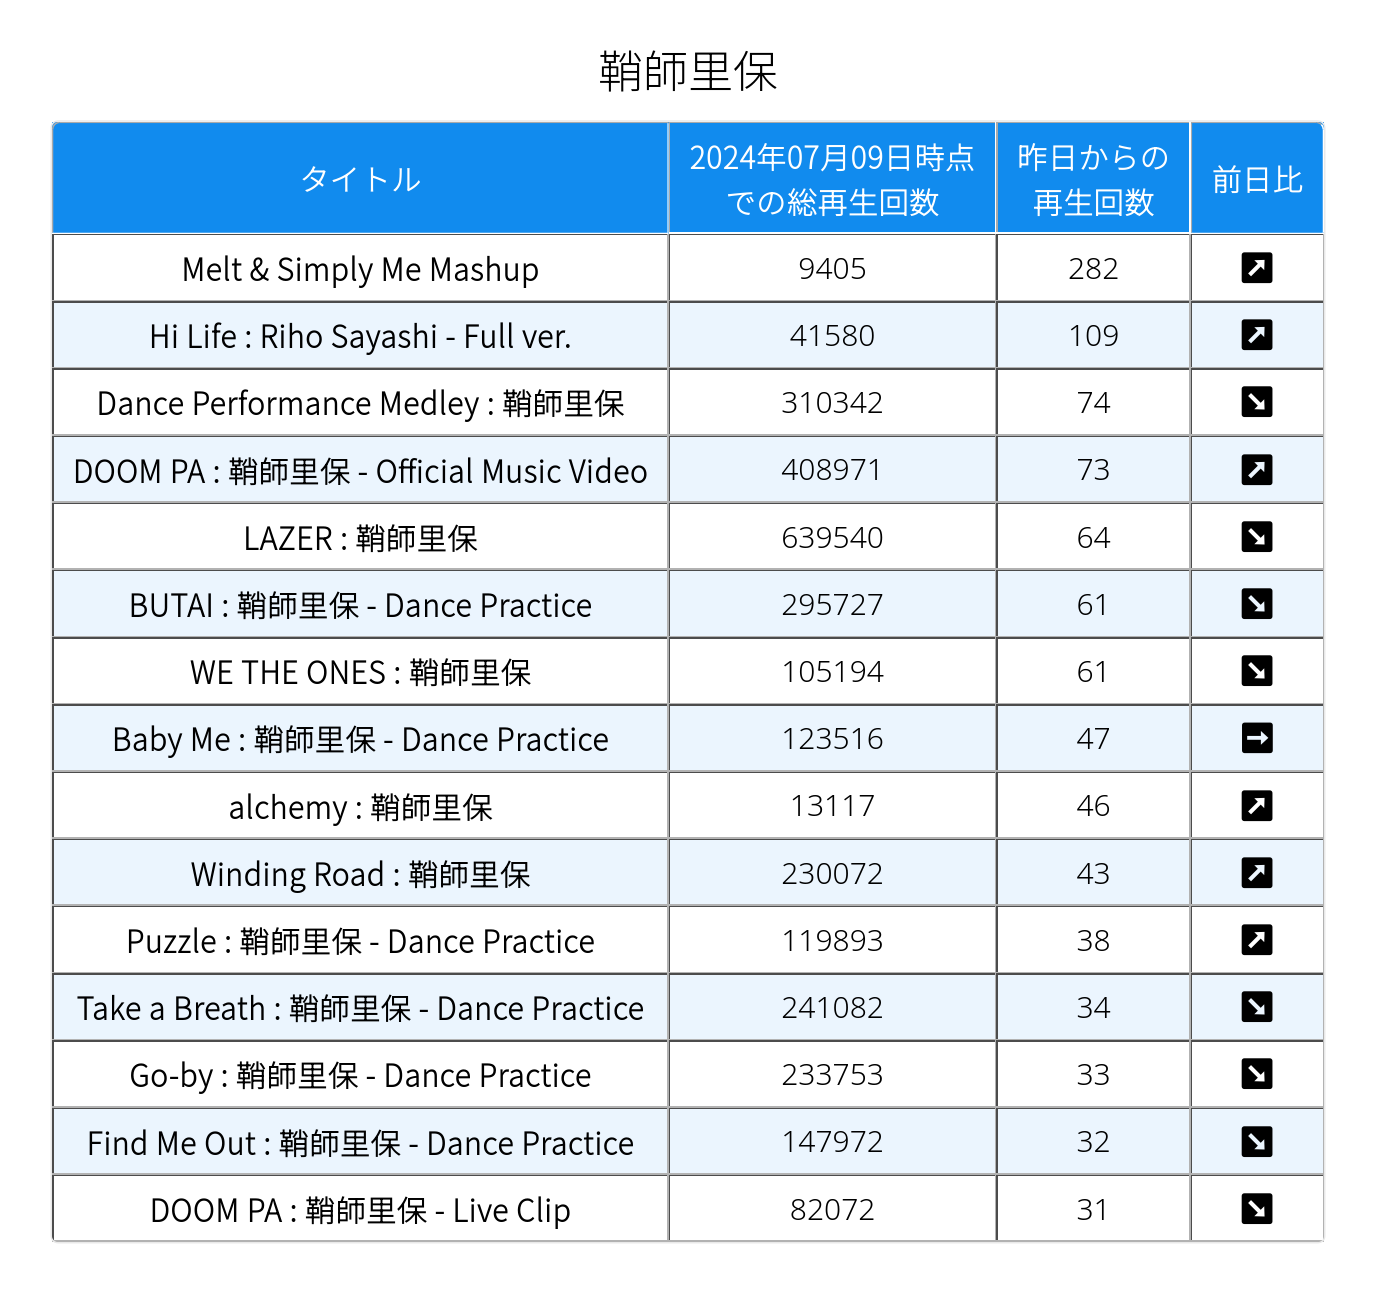 鞘師里保
タイトル 2024年07月09日時点での総再生回数 昨日からの再生回数 前日比
Melt & Simply Me Mashup 9405 282 ↗
Hi Life : Riho Sayashi - Full ver. 41580 109 ↗
Dance Performance Medley : 鞘師里保 310342 74 ↘
DOOM PA : 鞘師里保 - Official Music Video 408971 73 ↗
LAZER : 鞘師里保 639540 64 ↘
BUTAI : 鞘師里保 - Dance Practice 295727 61 ↘
WE THE ONES : 鞘師里保 105194 61 ↘
Baby Me : 鞘師里保 - Dance Practice 123516 47 →
alchemy : 鞘師里保 13117 46 ↗
Winding Road : 鞘師里保 230072 43 ↗
Puzzle : 鞘師里保 - Dance Practice 119893 38 ↗
Take a Breath : 鞘師里保 - Dance Practice 241082 34 ↘
Go-by : 鞘師里保 - Dance Practice 233753 33 ↘
Find Me Out : 鞘師里保 - Dance Practice 147972 32 ↘
DOOM PA : 鞘師里保 - Live Clip 82072 31 ↘